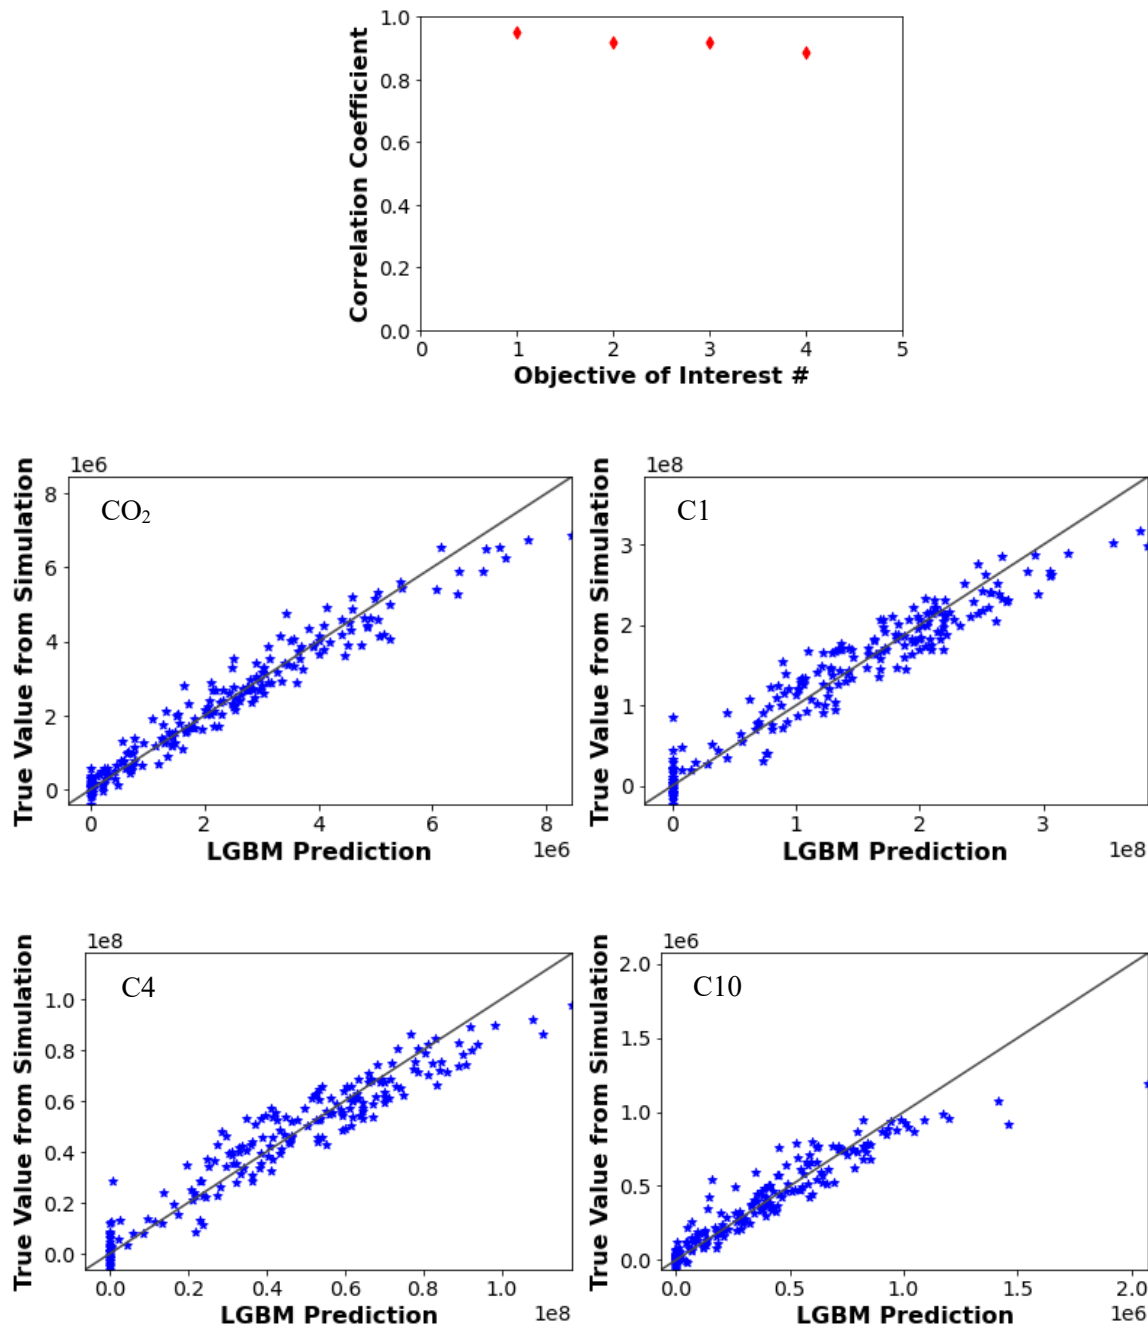 1.0
0.8
0.6
0.4
0.2
0.0
Correlation Coefficient
0 1 2 3 4 5
Objective of Interest #
1e6
8
6
4
2
0
True Value from Simulation
CO₂
0 2 4 6 8
LGBM Prediction
1e6
1e8
3
2
1
0
True Value from Simulation
C1
0 1 2 3
LGBM Prediction
1e8
1e8
1.0
0.8
0.6
0.4
0.2
0.0
True Value from Simulation
C4
0.0 0.2 0.4 0.6 0.8 1.0
LGBM Prediction
1e8
1e6
2.0
1.5
1.0
0.5
0.0
True Value from Simulation
C10
0.0 0.5 1.0 1.5 2.0
LGBM Prediction
1e6